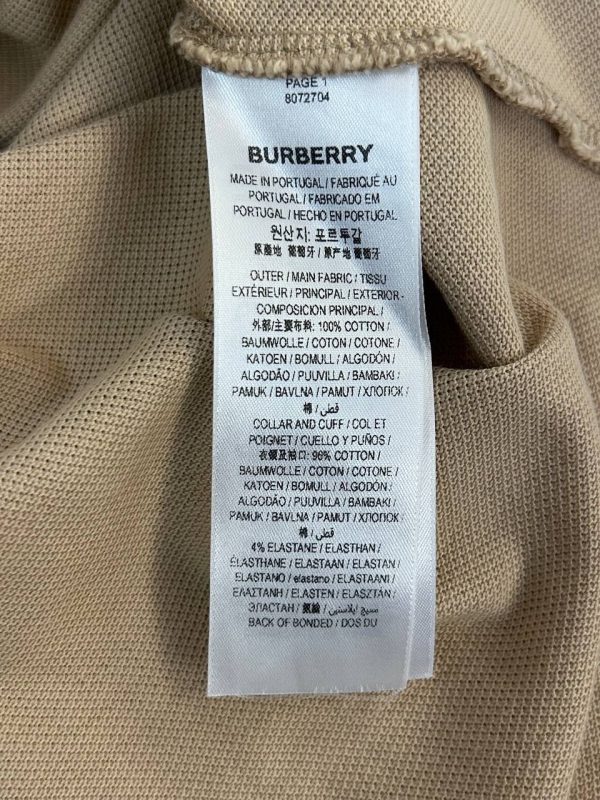 PAGE 1
8072704
BURBERRY
MADE IN PORTUGAL / FABRIQUÉ AU
PORTUGAL / FABRICADO EM
PORTUGAL / HECHO EN PORTUGAL
원산지: 포르투갈
原產地 葡萄牙 / 原产地 葡萄牙
OUTER / MAIN FABRIC / TISSU
EXTÉRIEUR / PRINCIPAL / EXTERIOR -
COMPOSICIÓN PRINCIPAL /
外部/主要布料: 100% COTTON /
BAUMWOLLE / COTON / COTONE /
KATOEN / BOMULL / ALGODÓN /
ALGODÃO / PUUVILLA / BAMBAKI /
PAMUK / BAVLNA / PAMUT / ХЛОПОК /
棉 / قطن /
COLLAR AND CUFF / COL ET
POIGNET / CUELLO Y PUÑOS /
衣领及袖口: 96% COTTON /
BAUMWOLLE / COTON / COTONE /
KATOEN / BOMULL / ALGODÓN /
ALGODÃO / PUUVILLA / BAMBAKI /
PAMUK / BAVLNA / PAMUT / ХЛОПОК /
棉 / قطن /
4% ELASTANE / ELASTHAN /
ÉLASTHANNE / ELASTAAN / ELASTAN /
ELASTANO / elastano / ELASTAANI /
ΕΛΑΣΤΑΝΗ / ELASTEN / ELASZTÁN /
ЭЛАСТАН / 氨綸 / نسيج إيلاستين /
BACK OF BONDED / DOS DU